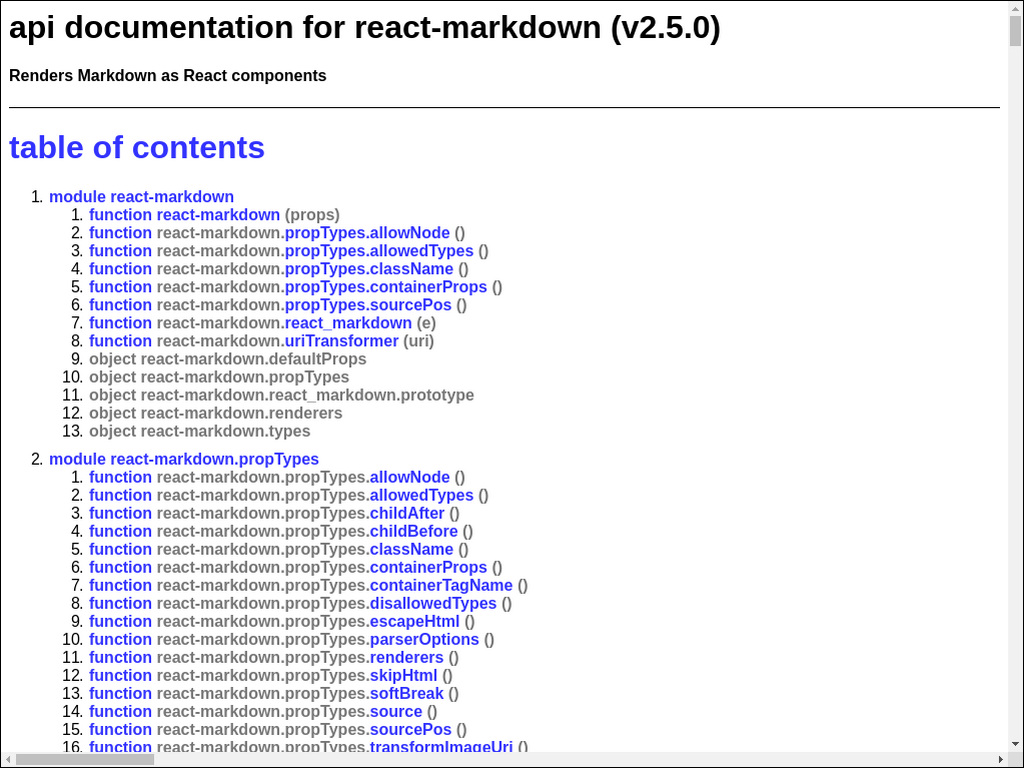 api documentation for react-markdown (v2.5.0)
Renders Markdown as React components
table of contents
1. module react-markdown
1. function react-markdown (props)
2. function react-markdown.propTypes.allowNode ()
3. function react-markdown.propTypes.allowedTypes ()
4. function react-markdown.propTypes.className ()
5. function react-markdown.propTypes.containerProps ()
6. function react-markdown.propTypes.sourcePos ()
7. function react-markdown.react_markdown (e)
8. function react-markdown.uriTransformer (uri)
9. object react-markdown.defaultProps
10. object react-markdown.propTypes
11. object react-markdown.react_markdown.prototype
12. object react-markdown.renderers
13. object react-markdown.types
2. module react-markdown.propTypes
1. function react-markdown.propTypes.allowNode ()
2. function react-markdown.propTypes.allowedTypes ()
3. function react-markdown.propTypes.childAfter ()
4. function react-markdown.propTypes.childBefore ()
5. function react-markdown.propTypes.className ()
6. function react-markdown.propTypes.containerProps ()
7. function react-markdown.propTypes.containerTagName ()
8. function react-markdown.propTypes.disallowedTypes ()
9. function react-markdown.propTypes.escapeHtml ()
10. function react-markdown.propTypes.parserOptions ()
11. function react-markdown.propTypes.renderers ()
12. function react-markdown.propTypes.skipHtml ()
13. function react-markdown.propTypes.softBreak ()
14. function react-markdown.propTypes.source ()
15. function react-markdown.propTypes.sourcePos ()
16. function react-markdown.propTypes.transformImageUri ()